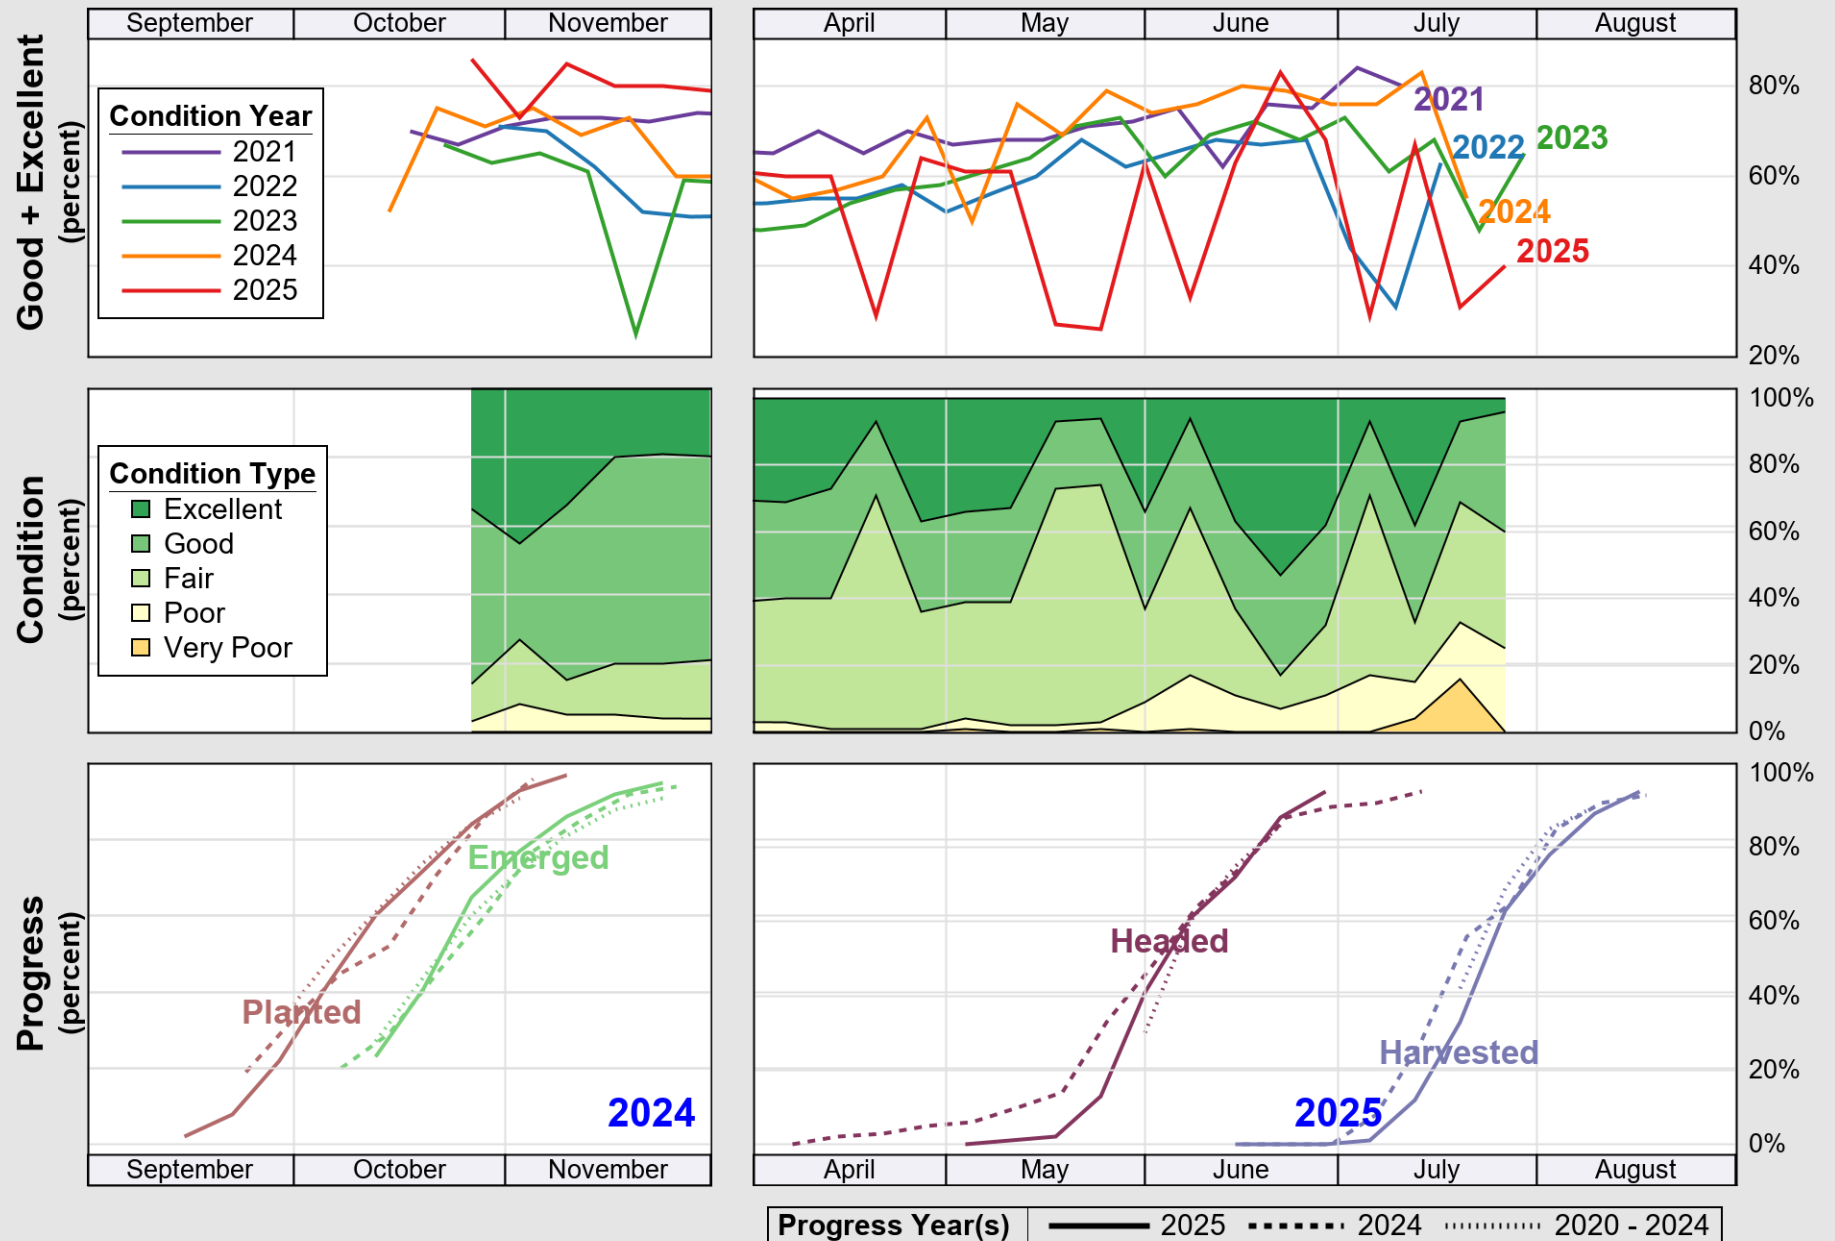 September October November April May June July August
Good + Excellent
(percent)
Condition Year
2021
2022
2023
2024
2025
2021
2022
2023
2024
2025
80%
60%
40%
20%
Condition
(percent)
Condition Type
Excellent
Good
Fair
Poor
Very Poor
100%
80%
60%
40%
20%
0%
Progress
(percent)
Planted
Emerged
2024
Headed
Harvested
2025
100%
80%
60%
40%
20%
0%
September October November April May June July August
Progress Year(s) 2025 2024 2020 - 2024